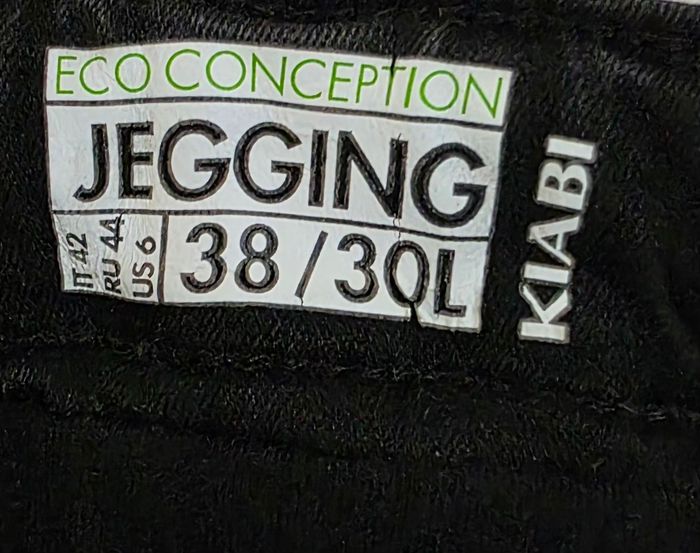 ECO CONCEPTION
JEGGING
IT 42
RU 44
US 6
38 / 30L
KIABI